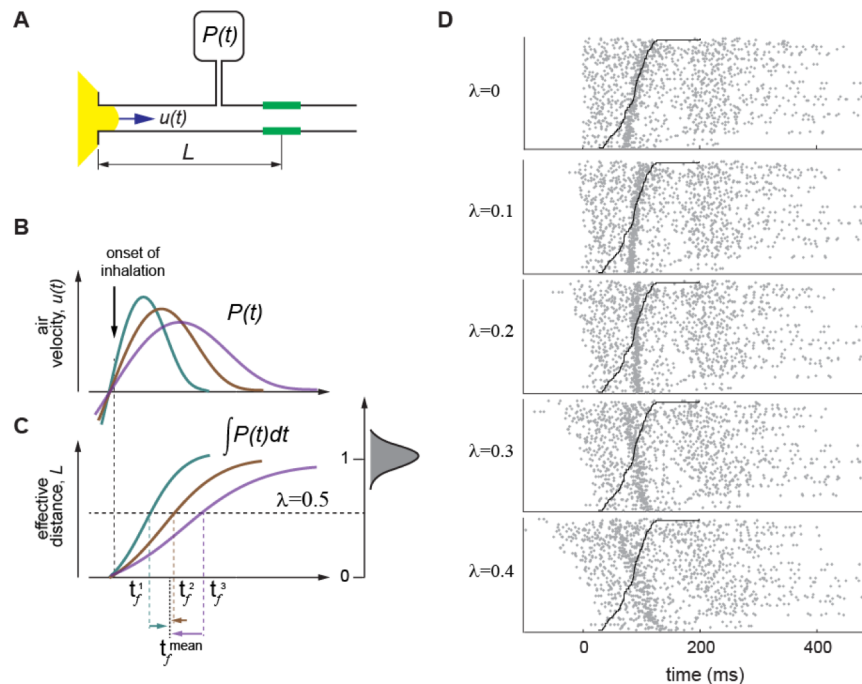 A
P(t)
u(t)
L
B
onset of
inhalation
air
velocity, u(t)
P(t)
C
∫P(t)dt
effective
distance, L
λ=0.5
1
0
t_f^1 t_f^2 t_f^3
t_f^mean
D
λ=0
λ=0.1
λ=0.2
λ=0.3
λ=0.4
0 200 400
time (ms)